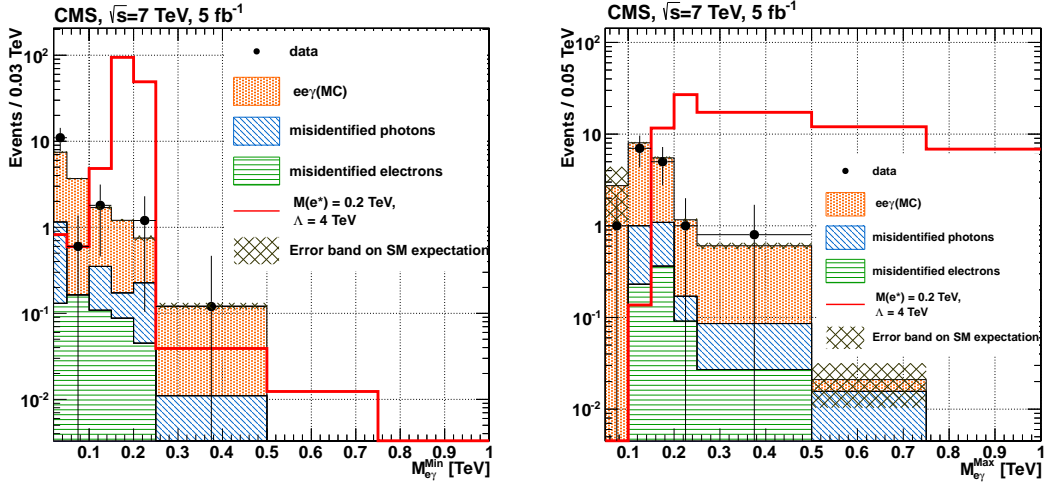 CMS, √s=7 TeV, 5 fb⁻¹
Events / 0.03 TeV
10²
10
1
10⁻¹
10⁻²
data
eeγ(MC)
misidentified photons
misidentified electrons
M(e*) = 0.2 TeV,
Λ = 4 TeV
Error band on SM expectation
0.1 0.2 0.3 0.4 0.5 0.6 0.7 0.8 0.9 1
M_eγ^Min [TeV]
CMS, √s=7 TeV, 5 fb⁻¹
Events / 0.05 TeV
10²
10
1
10⁻¹
10⁻²
data
eeγ(MC)
misidentified photons
misidentified electrons
M(e*) = 0.2 TeV,
Λ = 4 TeV
Error band on SM expectation
0.1 0.2 0.3 0.4 0.5 0.6 0.7 0.8 0.9 1
M_eγ^Max [TeV]